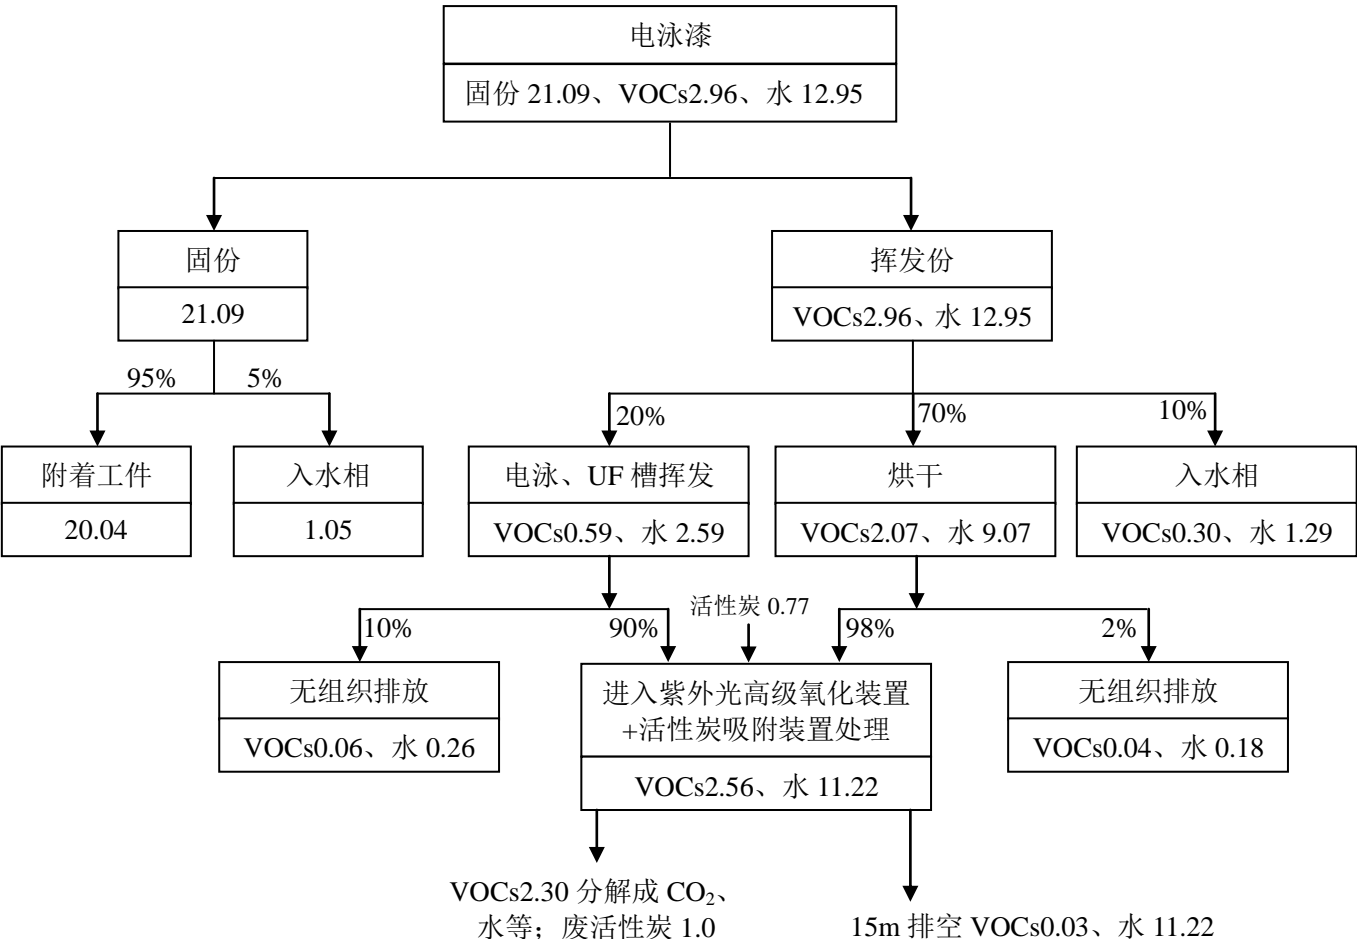 电泳漆
固份 21.09、VOCs2.96、水 12.95
固份
21.09
挥发份
VOCs2.96、水 12.95
95%
5%
20%
70%
10%
附着工件
20.04
入水相
1.05
电泳、UF 槽挥发
VOCs0.59、水 2.59
烘干
VOCs2.07、水 9.07
入水相
VOCs0.30、水 1.29
10%
90%
活性炭 0.77
98%
2%
无组织排放
VOCs0.06、水 0.26
进入紫外光高级氧化装置
+活性炭吸附装置处理
VOCs2.56、水 11.22
无组织排放
VOCs0.04、水 0.18
VOCs2.30 分解成 CO₂、
水等；废活性炭 1.0
15m 排空 VOCs0.03、水 11.22